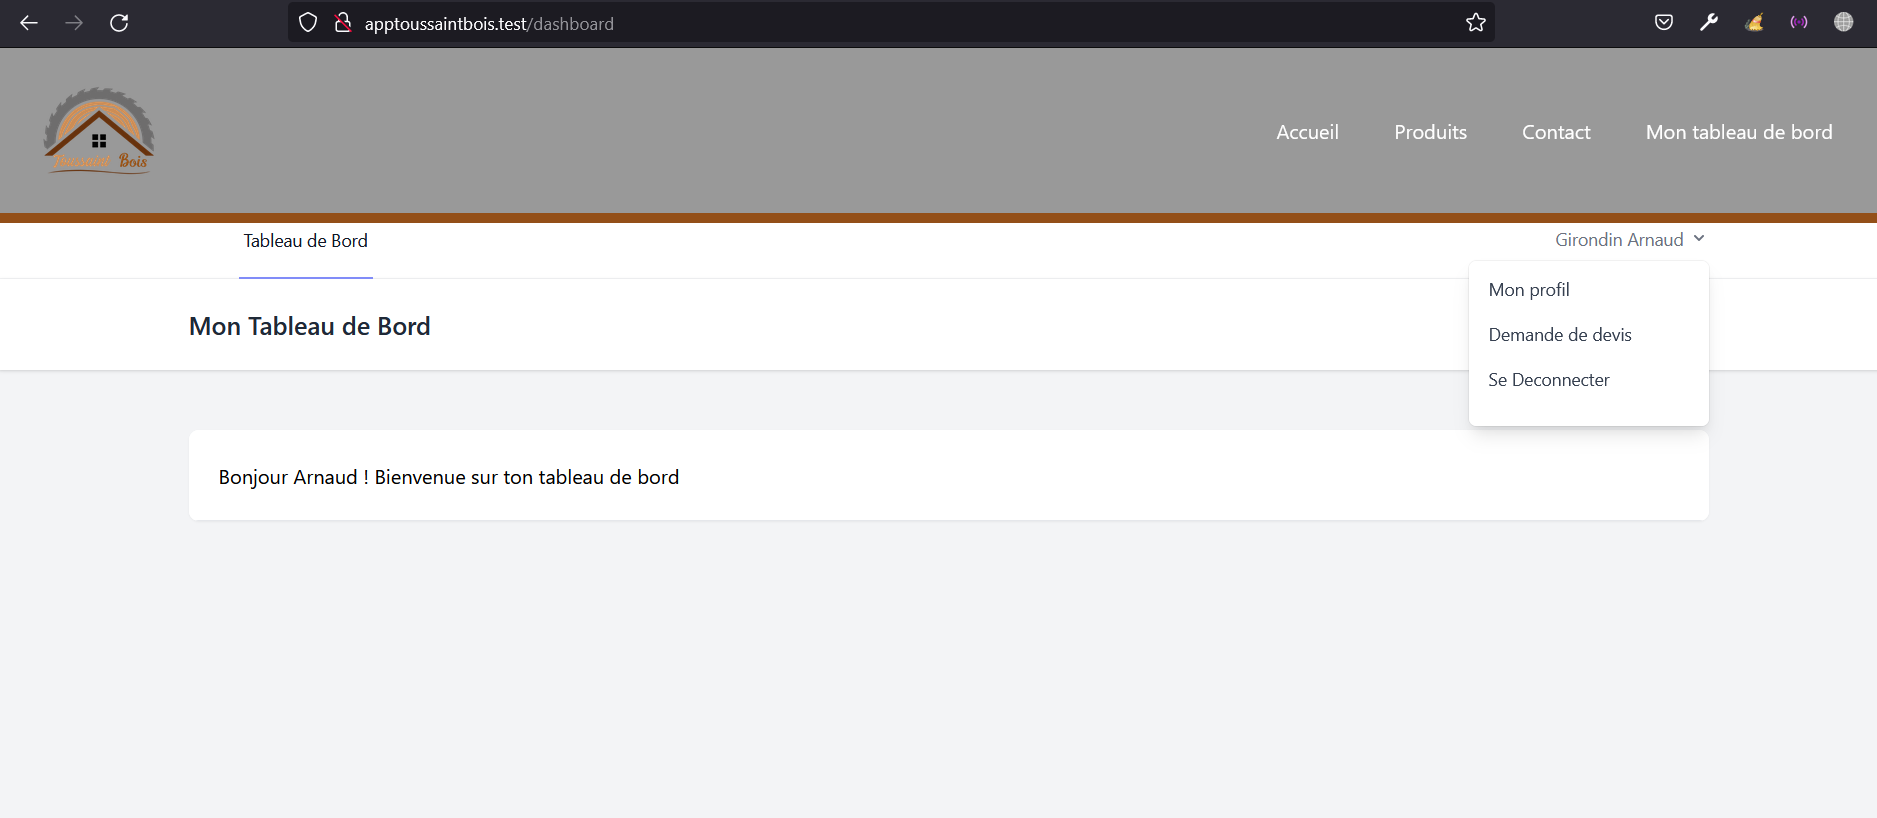 apptoussaintbois.test/dashboard
Toussaint Bois
Accueil Produits Contact Mon tableau de bord
Tableau de Bord
Girondin Arnaud
Mon profil
Demande de devis
Se Deconnecter
Mon Tableau de Bord
Bonjour Arnaud ! Bienvenue sur ton tableau de bord